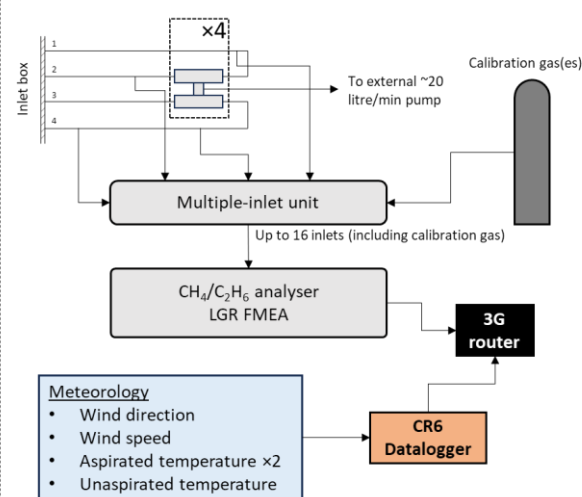 ×4
Inlet box
1
2
3
4
To external ~20
litre/min pump
Calibration gas(es)
Multiple-inlet unit
Up to 16 inlets (including calibration gas)
CH₄/C₂H₆ analyser
LGR FMEA
3G
router
Meteorology
• Wind direction
• Wind speed
• Aspirated temperature ×2
• Unaspirated temperature
CR6
Datalogger